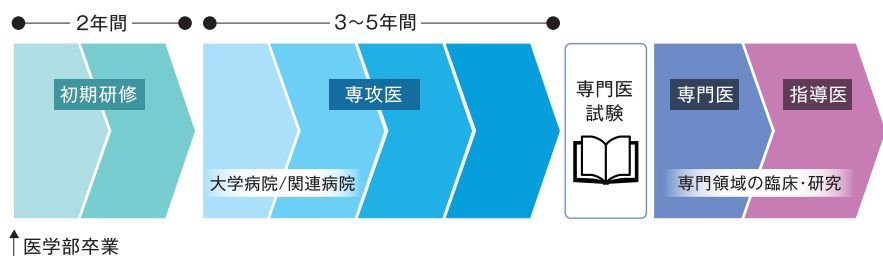 2年間
3〜5年間
初期研修
専攻医
専門医
試験
専門医
指導医
大学病院/関連病院
専門領域の臨床・研究
医学部卒業